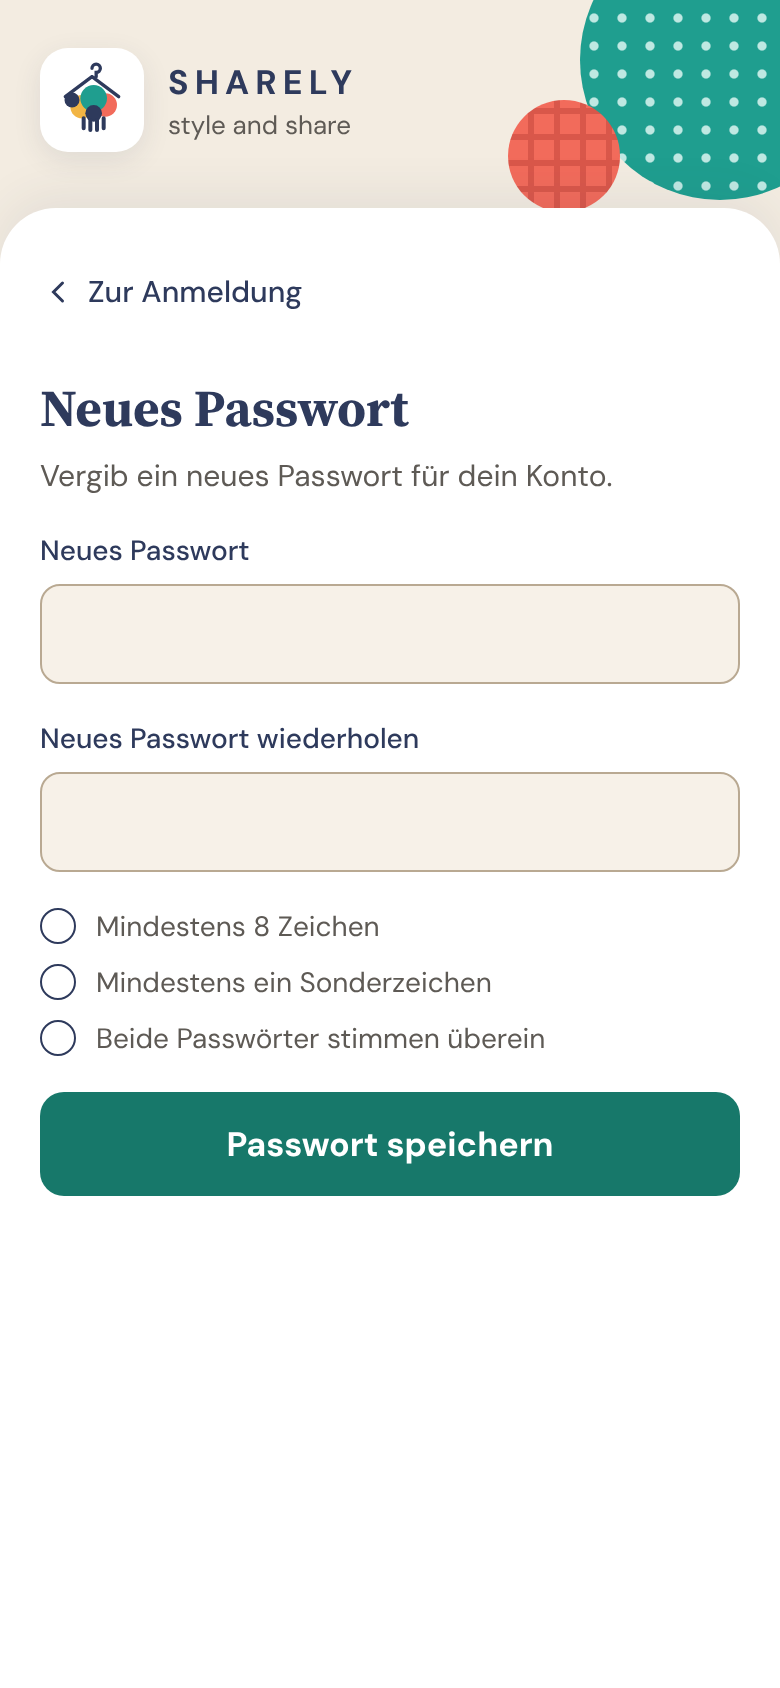 SHARELY
style and share
Zur Anmeldung
Neues Passwort
Vergib ein neues Passwort für dein Konto.
Neues Passwort
Neues Passwort wiederholen
Mindestens 8 Zeichen
Mindestens ein Sonderzeichen
Beide Passwörter stimmen überein
Passwort speichern